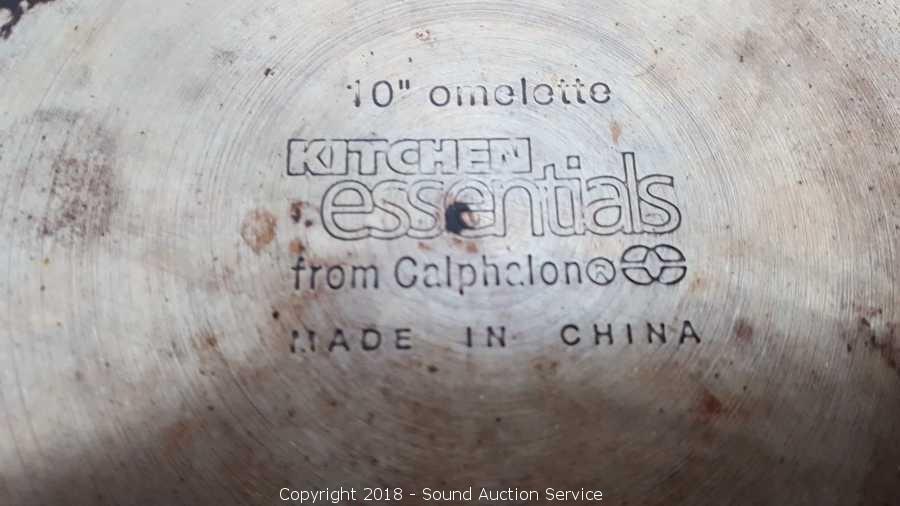 10" omelette
KITCHEN
essentials
from Calphalon®
MADE IN CHINA
Copyright 2018 - Sound Auction Service